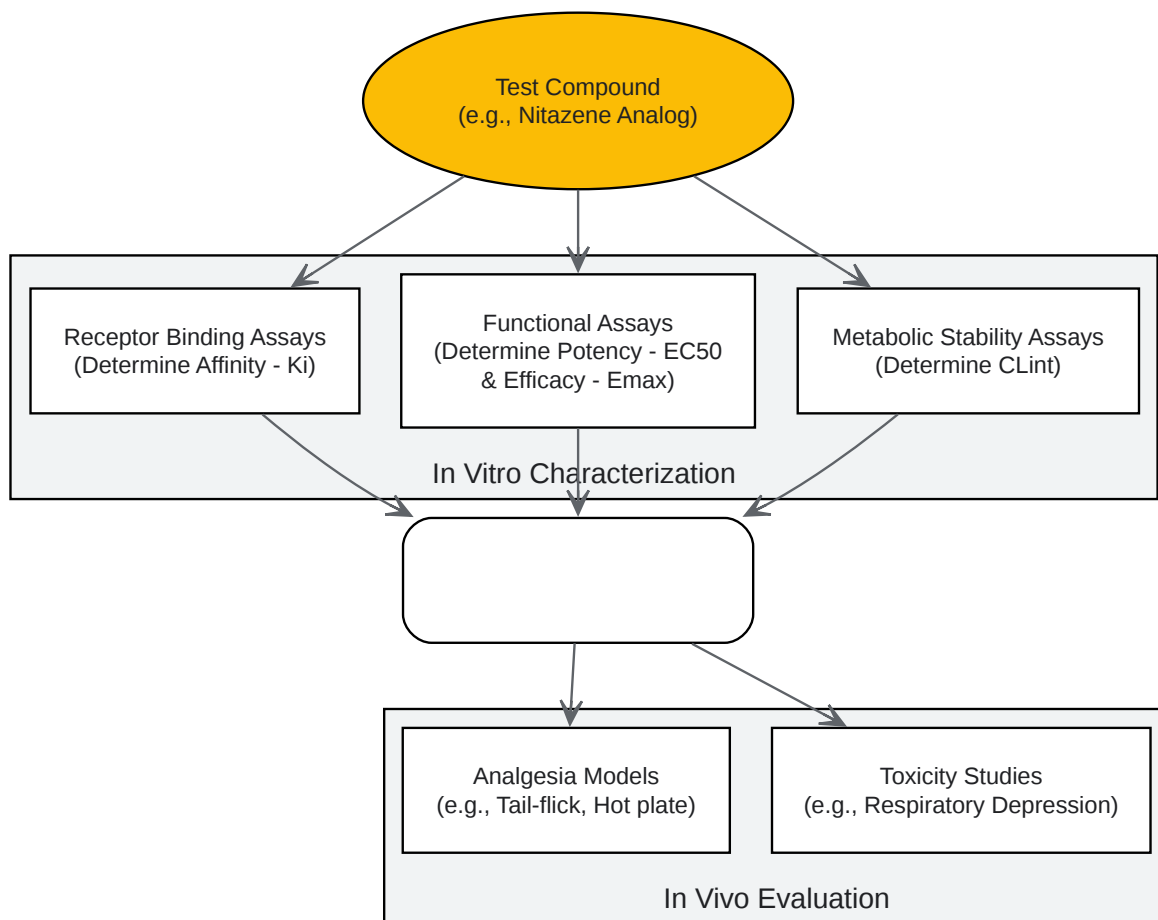 Test Compound
(e.g., Nitazene Analog)
Receptor Binding Assays
(Determine Affinity - Ki)
Functional Assays
(Determine Potency - EC50
& Efficacy - Emax)
Metabolic Stability Assays
(Determine CLint)
In Vitro Characterization
Analgesia Models
(e.g., Tail-flick, Hot plate)
Toxicity Studies
(e.g., Respiratory Depression)
In Vivo Evaluation